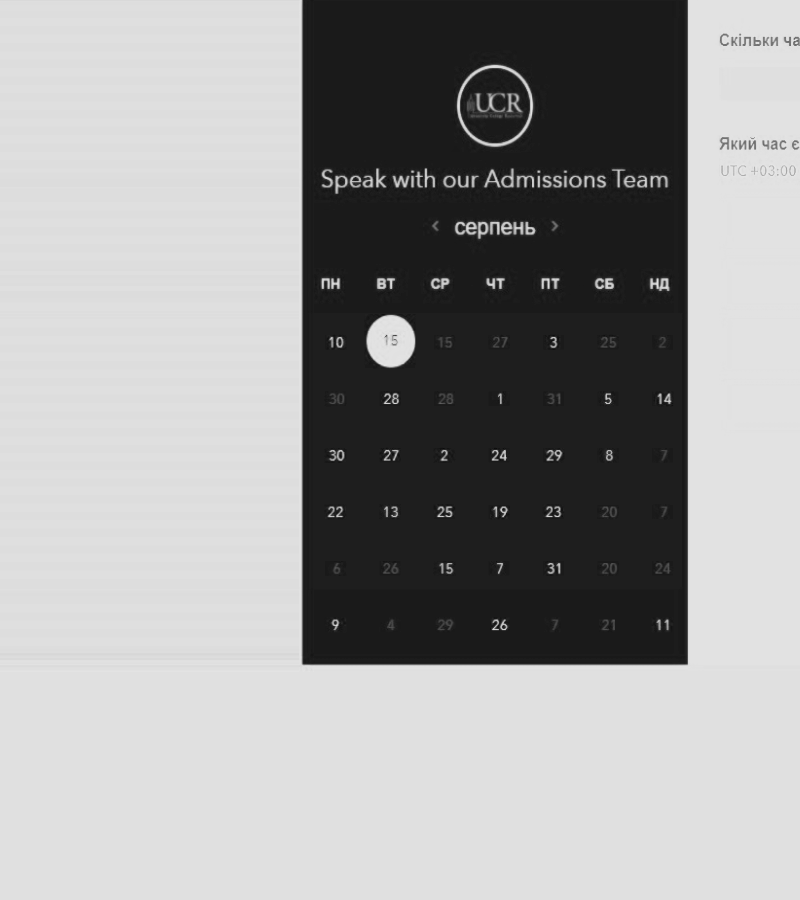 UCR
Speak with our Admissions Team
‹ серпень ›
ПН ВТ СР ЧТ ПТ СБ НД
10 15 15 27 3 25 2
30 28 28 1 31 5 14
30 27 2 24 29 8 7
22 13 25 19 23 20 7
6 26 15 7 31 20 24
9 4 29 26 7 21 11
Скільки ча
Який час є
UTC +03:00